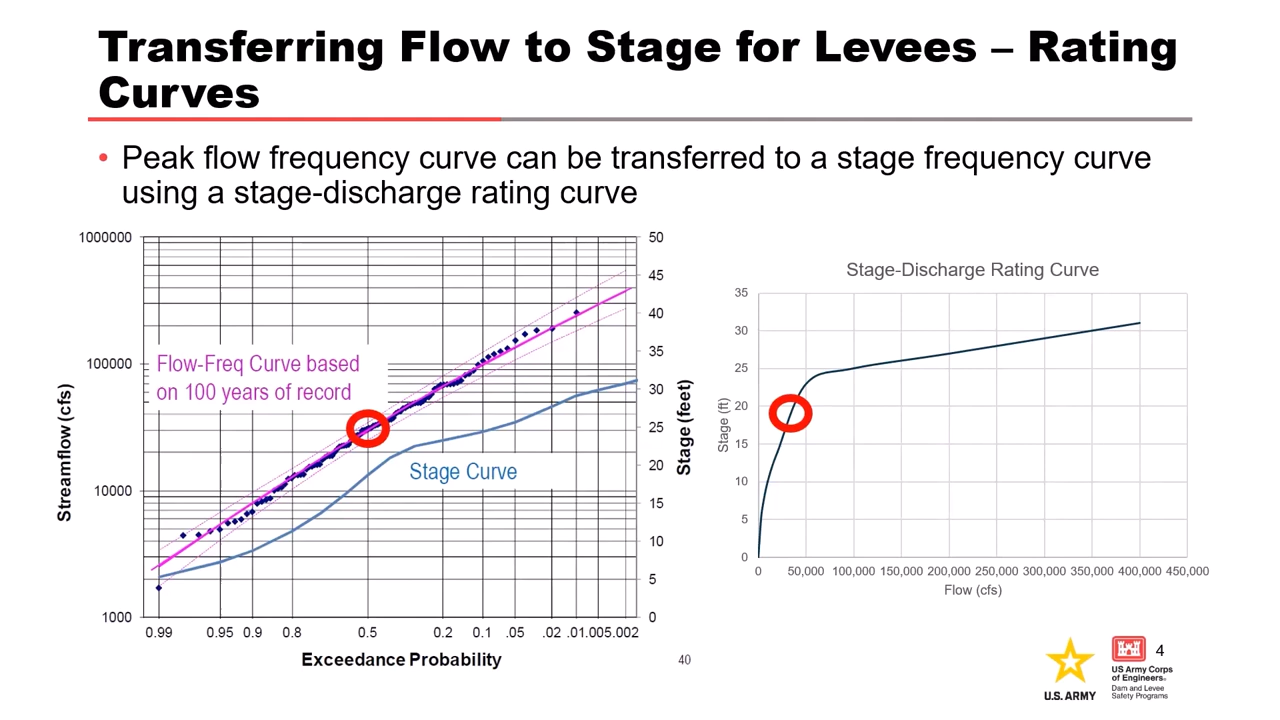 Transferring Flow to Stage for Levees – Rating
Curves
• Peak flow frequency curve can be transferred to a stage frequency curve
using a stage-discharge rating curve
1000000
100000
10000
1000
Streamflow (cfs)
Flow-Freq Curve based
on 100 years of record
Stage Curve
50
45
40
35
30
25
20
15
10
5
0
Stage (feet)
0.99 0.95 0.9 0.8 0.5 0.2 0.1 .05 .02 .01 .005 .002
Exceedance Probability
Stage-Discharge Rating Curve
35
30
25
20
15
10
5
0
Stage (ft)
0 50,000 100,000 150,000 200,000 250,000 300,000 350,000 400,000 450,000
Flow (cfs)
40
4
U.S. ARMY
US Army Corps
of Engineers®
Dam and Levee
Safety Programs